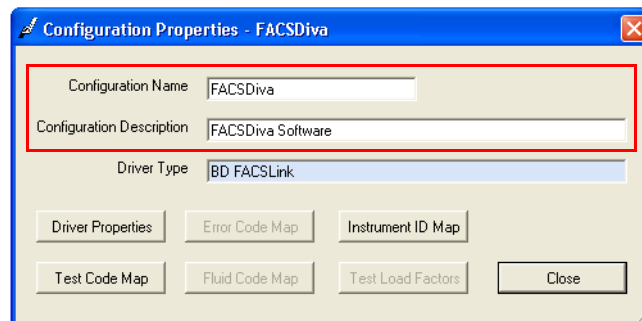 Configuration Properties - FACSDiva
Configuration Name FACSDiva
Configuration Description FACSDiva Software
Driver Type BD FACSLink
Driver Properties Error Code Map Instrument ID Map
Test Code Map Fluid Code Map Test Load Factors Close